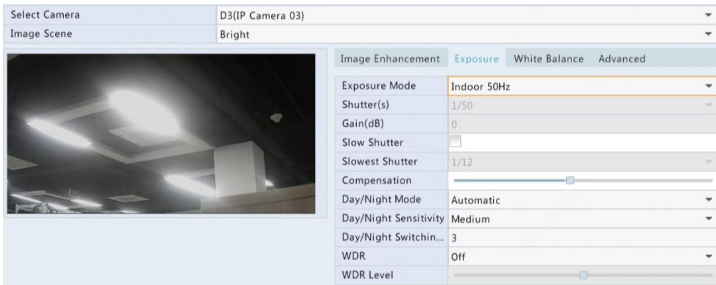 Select Camera D3(IP Camera 03)
Image Scene Bright
Image Enhancement Exposure White Balance Advanced
Exposure Mode Indoor 50Hz
Shutter(s) 1/50
Gain(dB) 0
Slow Shutter
Slowest Shutter 1/12
Compensation
Day/Night Mode Automatic
Day/Night Sensitivity Medium
Day/Night Switchin... 3
WDR Off
WDR Level